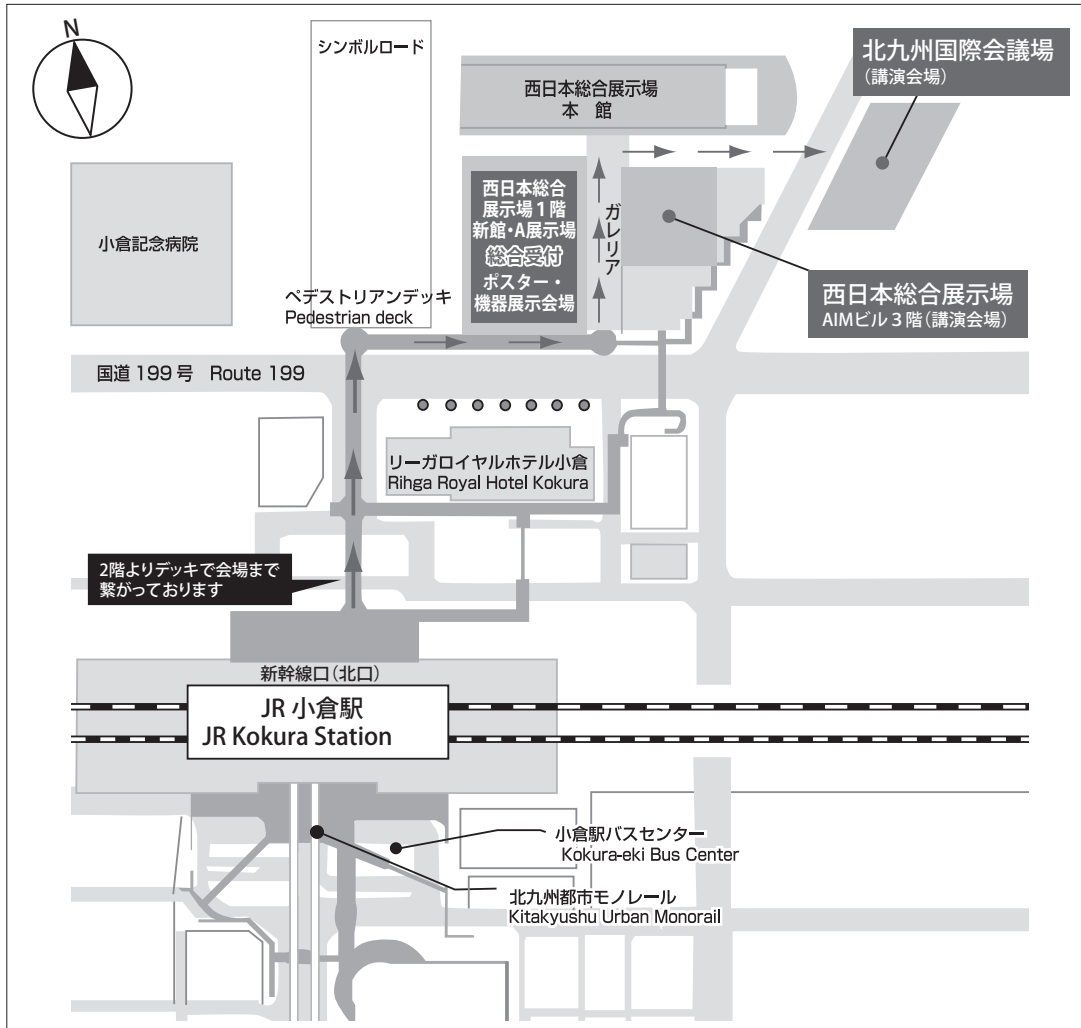 N
シンボルロード
西日本総合展示場
本　館
北九州国際会議場
(講演会場)
小倉記念病院
西日本総合
展示場1階
新館・A展示場
総合受付
ポスター・
機器展示会場
ガレリア
西日本総合展示場
AIMビル3階(講演会場)
ペデストリアンデッキ
Pedestrian deck
国道199号 Route 199
リーガロイヤルホテル小倉
Rihga Royal Hotel Kokura
2階よりデッキで会場まで
繋がっております
新幹線口(北口)
JR 小倉駅
JR Kokura Station
小倉駅バスセンター
Kokura-eki Bus Center
北九州都市モノレール
Kitakyushu Urban Monorail